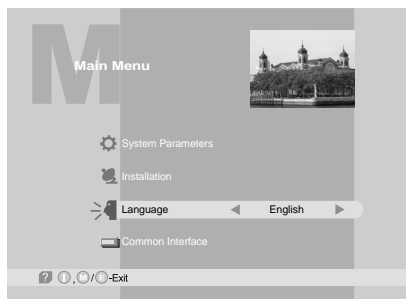 M
Main Menu
System Parameters
Installation
Language English
Common Interface
? I , M / E -Exit